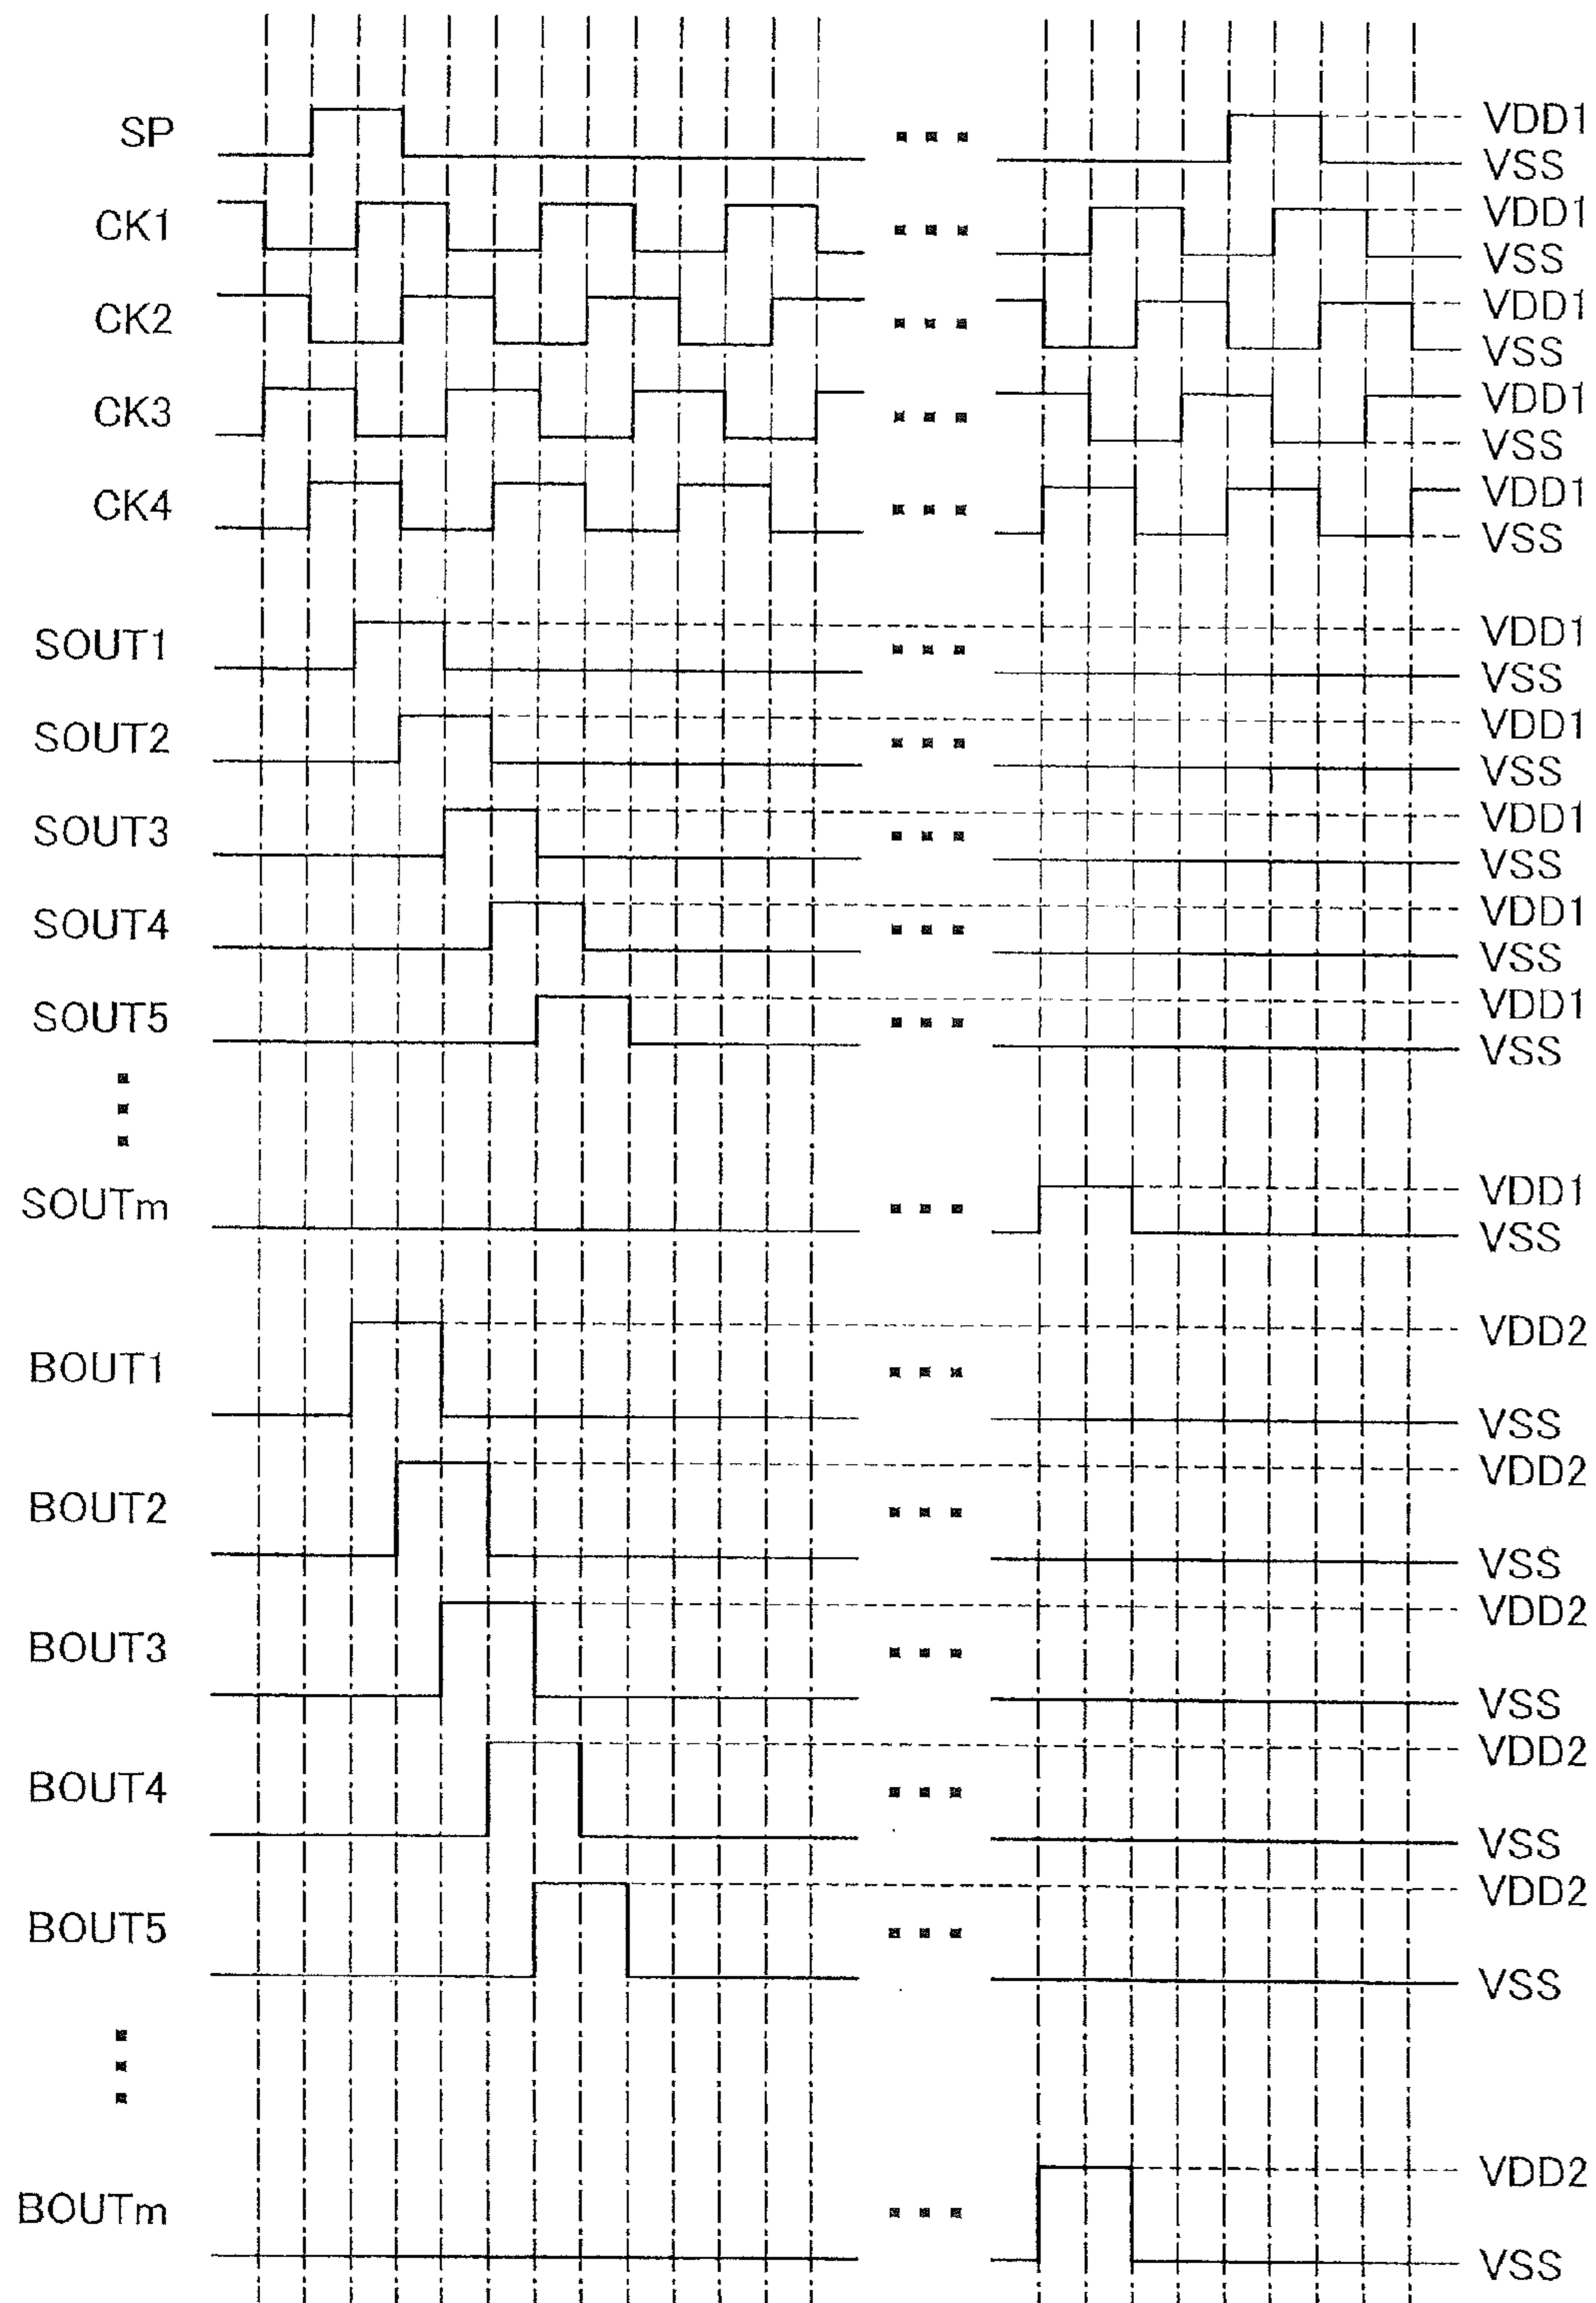 SP VDD1
VSS
CK1 VDD1
VSS
CK2 VDD1
VSS
CK3 VDD1
VSS
CK4 VDD1
VSS
SOUT1 VDD1
VSS
SOUT2 VDD1
VSS
SOUT3 VDD1
VSS
SOUT4 VDD1
VSS
SOUT5 VDD1
VSS
SOUTm VDD1
VSS
BOUT1 VDD2
VSS
BOUT2 VDD2
VSS
BOUT3 VDD2
VSS
BOUT4 VDD2
VSS
BOUT5 VDD2
VSS
BOUTm VDD2
VSS